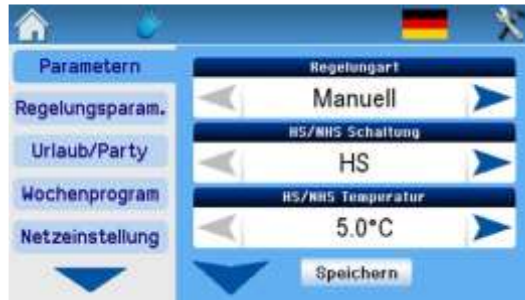 Parametern
Regelungsparam.
Urlaub/Party
Wochenprogram
Netzeinstellung
Regelungart
Manuell
HS/NHS Schaltung
HS
HS/NHS Temperatur
5.0°C
Speichern